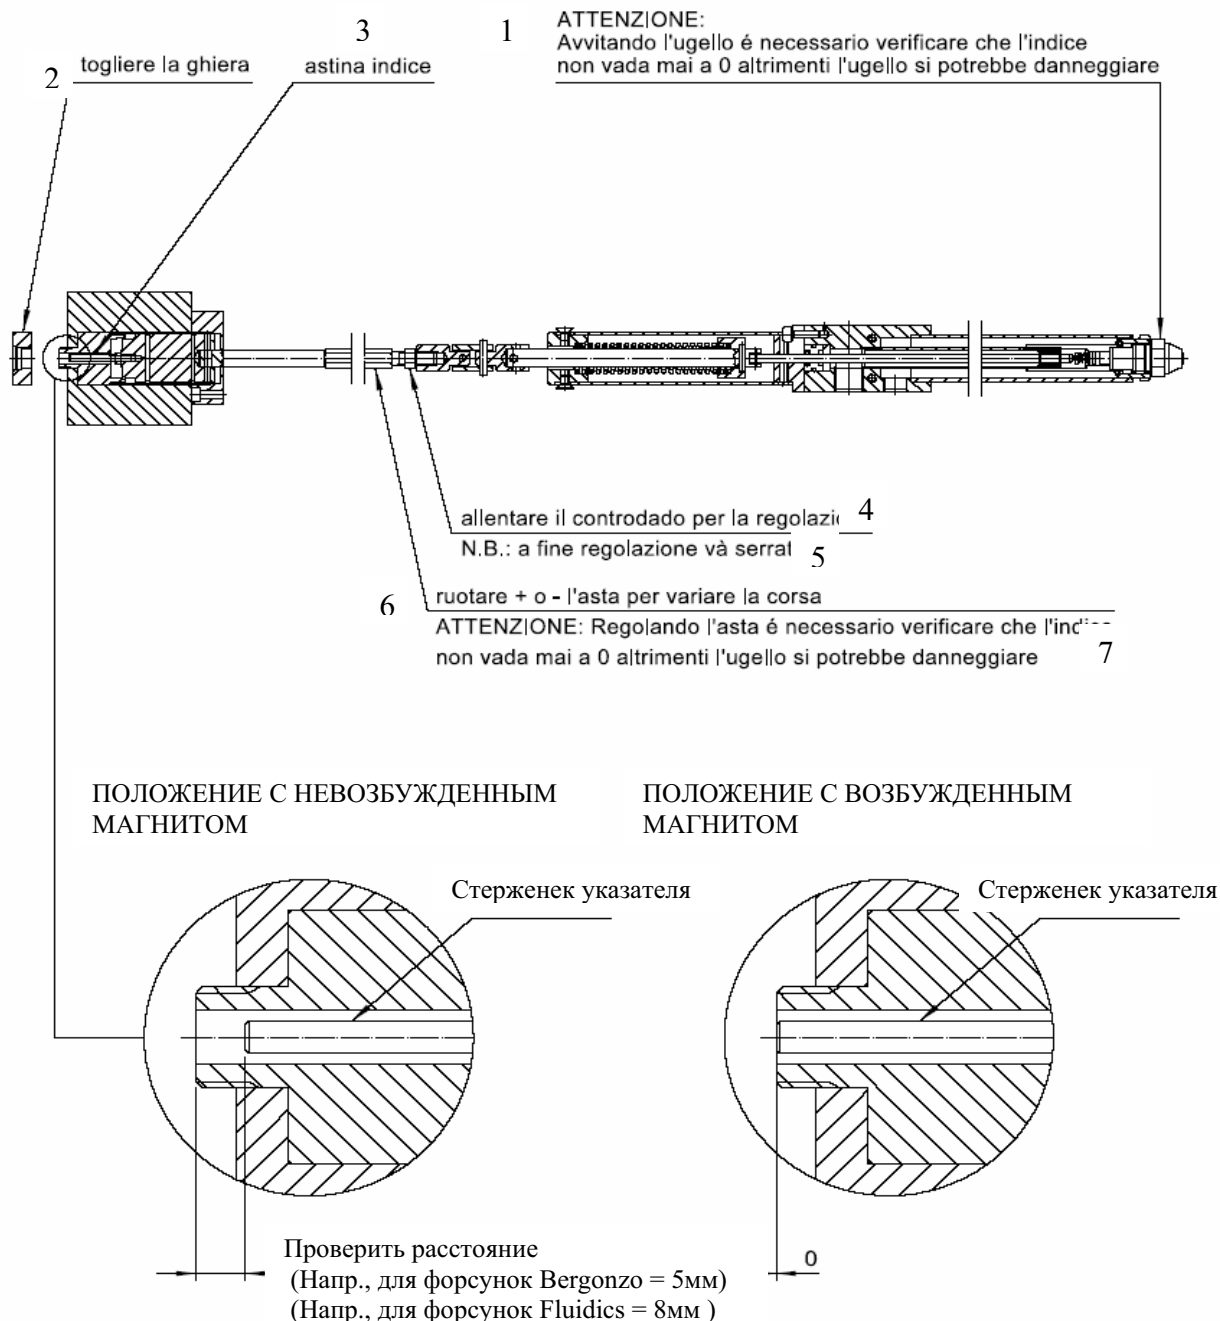 1
ATTENZIONE:
Avvitando l'ugello é necessario verificare che l'indice
non vada mai a 0 altrimenti l'ugello si potrebbe danneggiare
2
togliere la ghiera
3
astina indice
allentare il controdado per la
4
N.B.: a fine regolazione và
5
6
ruotare + o - l'asta per variare la corsa
ATTENZIONE: Regolando l'asta é necessario verificare che
non vada mai a 0 altrimenti l'ugello si potrebbe danneggiare
7
ПОЛОЖЕНИЕ С НЕВОЗБУЖДЕННЫМ
МАГНИТОМ
ПОЛОЖЕНИЕ С ВОЗБУЖДЕННЫМ
МАГНИТОМ
Стерженек указателя
Стерженек указателя
Проверить расстояние
(Напр., для форсунок Bergonzo = 5мм)
(Напр., для форсунок Fluidics = 8мм )
0